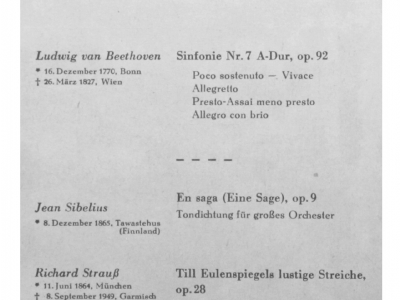 Ludwig van Beethoven
* 16. Dezember 1770, Bonn
† 26. März 1827, Wien
Sinfonie Nr. 7 A-Dur, op. 92
Poco sostenuto — Vivace
Allegretto
Presto-Assai meno presto
Allegro con brio
– – – –
Jean Sibelius
* 8. Dezember 1865, Tawastehus
(Finnland)
En saga (Eine Sage), op. 9
Tondichtung für großes Orchester
Richard Strauß
* 11. Juni 1864, München
† 8. September 1949, Garmisch
Till Eulenspiegels lustige Streiche,
op. 28